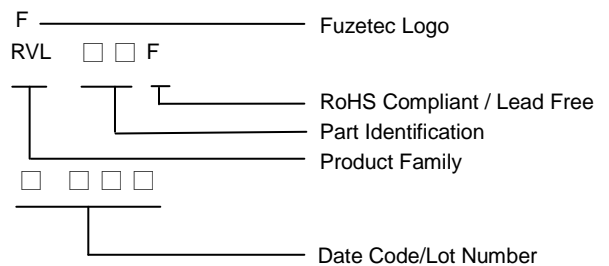 F Fuzetec Logo
RVL □ □ F
RoHS Compliant / Lead Free
Part Identification
Product Family
□ □ □ □
Date Code/Lot Number